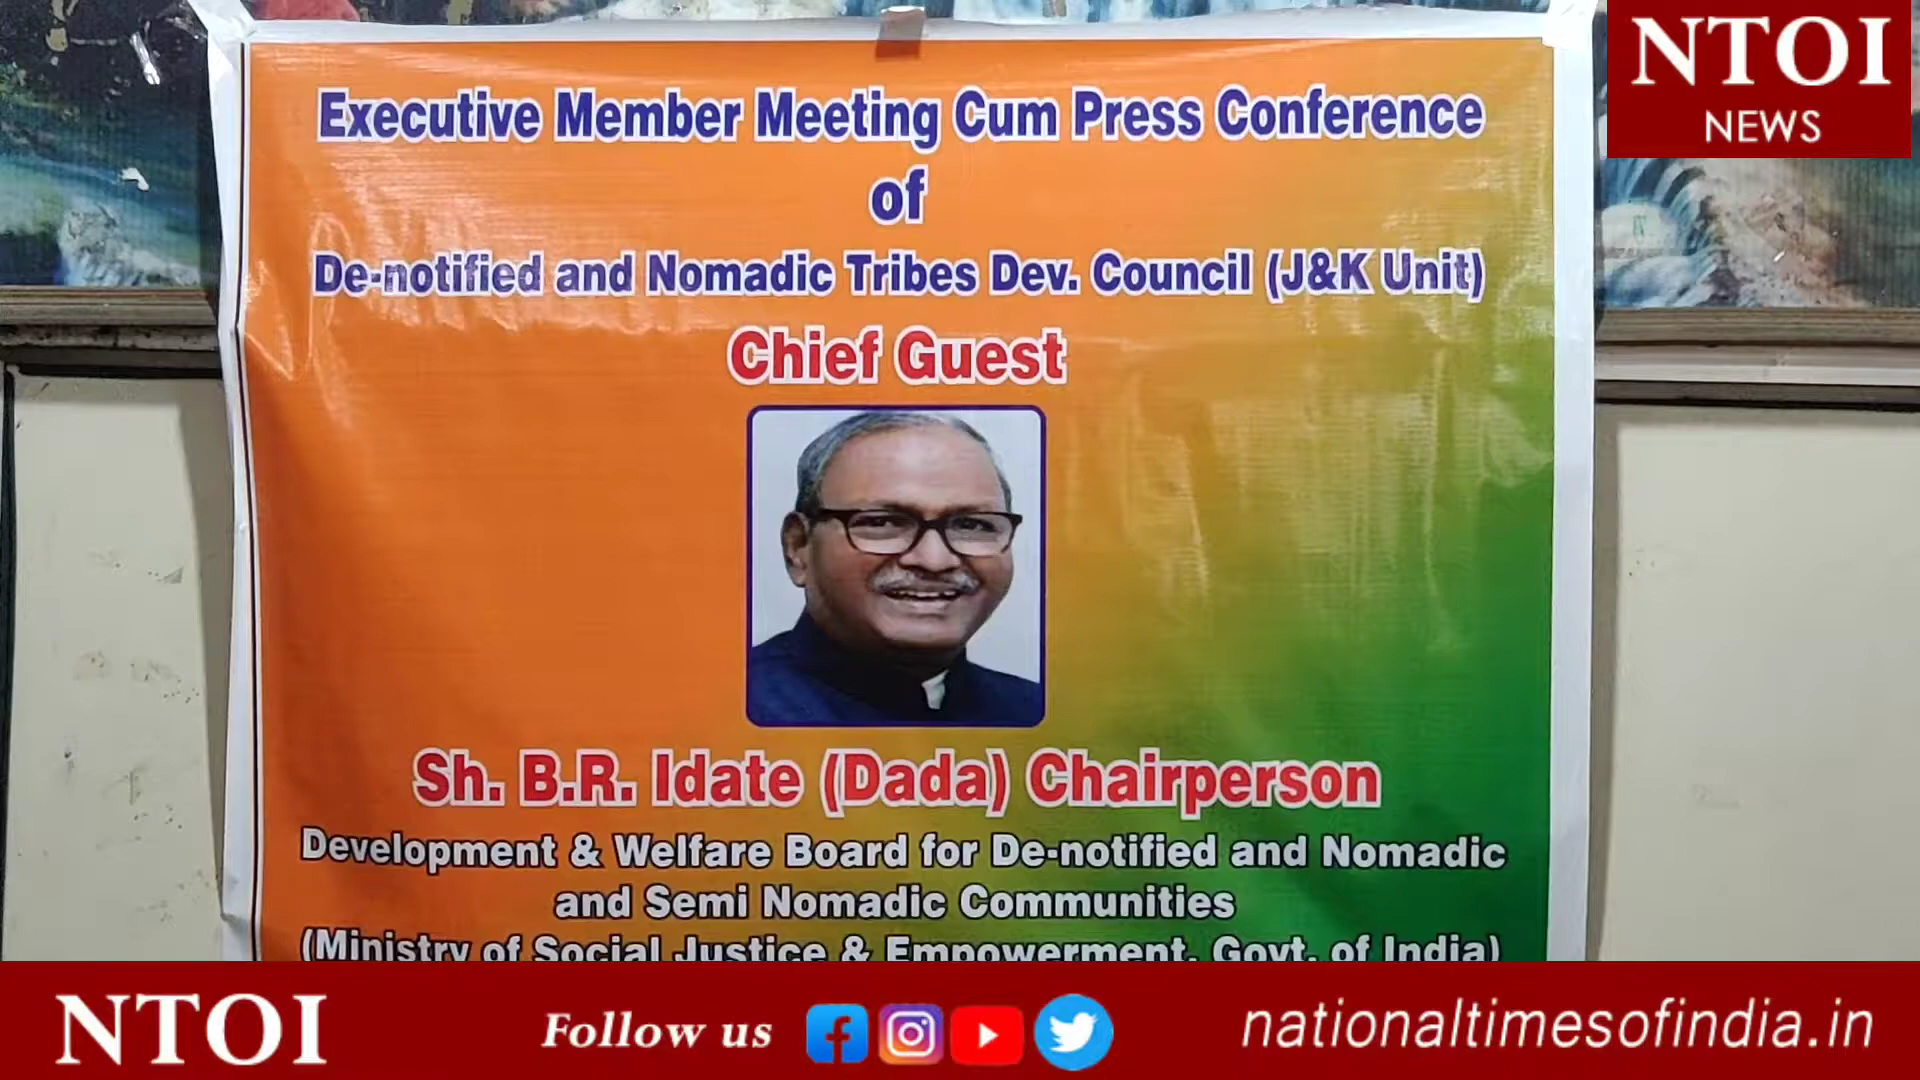 NTOI
NEWS
Executive Member Meeting Cum Press Conference
of
De-notified and Nomadic Tribes Dev. Council (J&K Unit)
Chief Guest
Sh. B.R. Idate (Dada) Chairperson
Development & Welfare Board for De-notified and Nomadic
and Semi Nomadic Communities
(Ministry of Social Justice & Empowerment, Govt. of India)
NTOI
Follow us
nationaltimesofindia.in